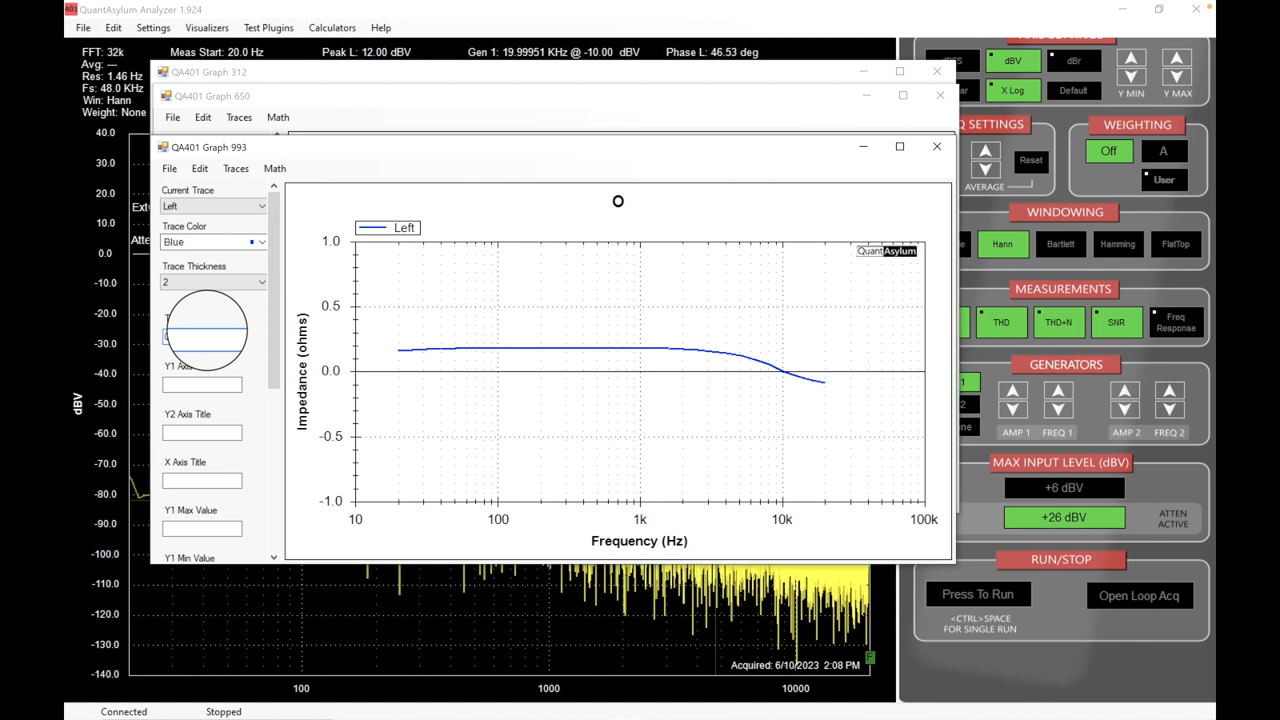 401 QuantAsylum Analyzer 1.924
File Edit Settings Visualizers Test Plugins Calculators Help
FFT: 32k Meas Start: 20.0 Hz Peak L: 12.00 dBV Gen 1: 19.99951 KHz @ -10.00 dBV Phase L: 46.53 deg
Avg: ---
Res: 1.46 Hz
Fs: 48.0 KHz
Win: Hann
Weight: None
QA401 Graph 312
QA401 Graph 650
File Edit Traces Math
QA401 Graph 993
File Edit Traces Math
Current Trace
Left
Trace Color
Blue
Trace Thickness
2
Y2 Axis Title
X Axis Title
Y1 Max Value
Y1 Min Value
O
Left
QuantAsylum
1.0
0.5
0.0
-0.5
-1.0
Impedance (ohms)
10 100 1k 10k 100k
Frequency (Hz)
40.0
30.0
20.0
10.0
0.0
-10.0
-20.0
-30.0
-40.0
-50.0
-60.0
-70.0
-80.0
-90.0
-100.0
-110.0
-120.0
-130.0
-140.0
dBV
100 1000 10000
Acquired: 6/10/2023 2:08 PM
F
dBV dBr
X Log Default
Y MIN Y MAX
SETTINGS
Reset
AVERAGE
WEIGHTING
Off A
User
WINDOWING
Hann Bartlett Hamming FlatTop
MEASUREMENTS
THD THD+N SNR Freq Response
GENERATORS
1
2
AMP 1 FREQ 1 AMP 2 FREQ 2
MAX INPUT LEVEL (dBV)
+6 dBV
+26 dBV
ATTEN
ACTIVE
RUN/STOP
Press To Run Open Loop Acq
<CTRL>SPACE
FOR SINGLE RUN
Connected Stopped